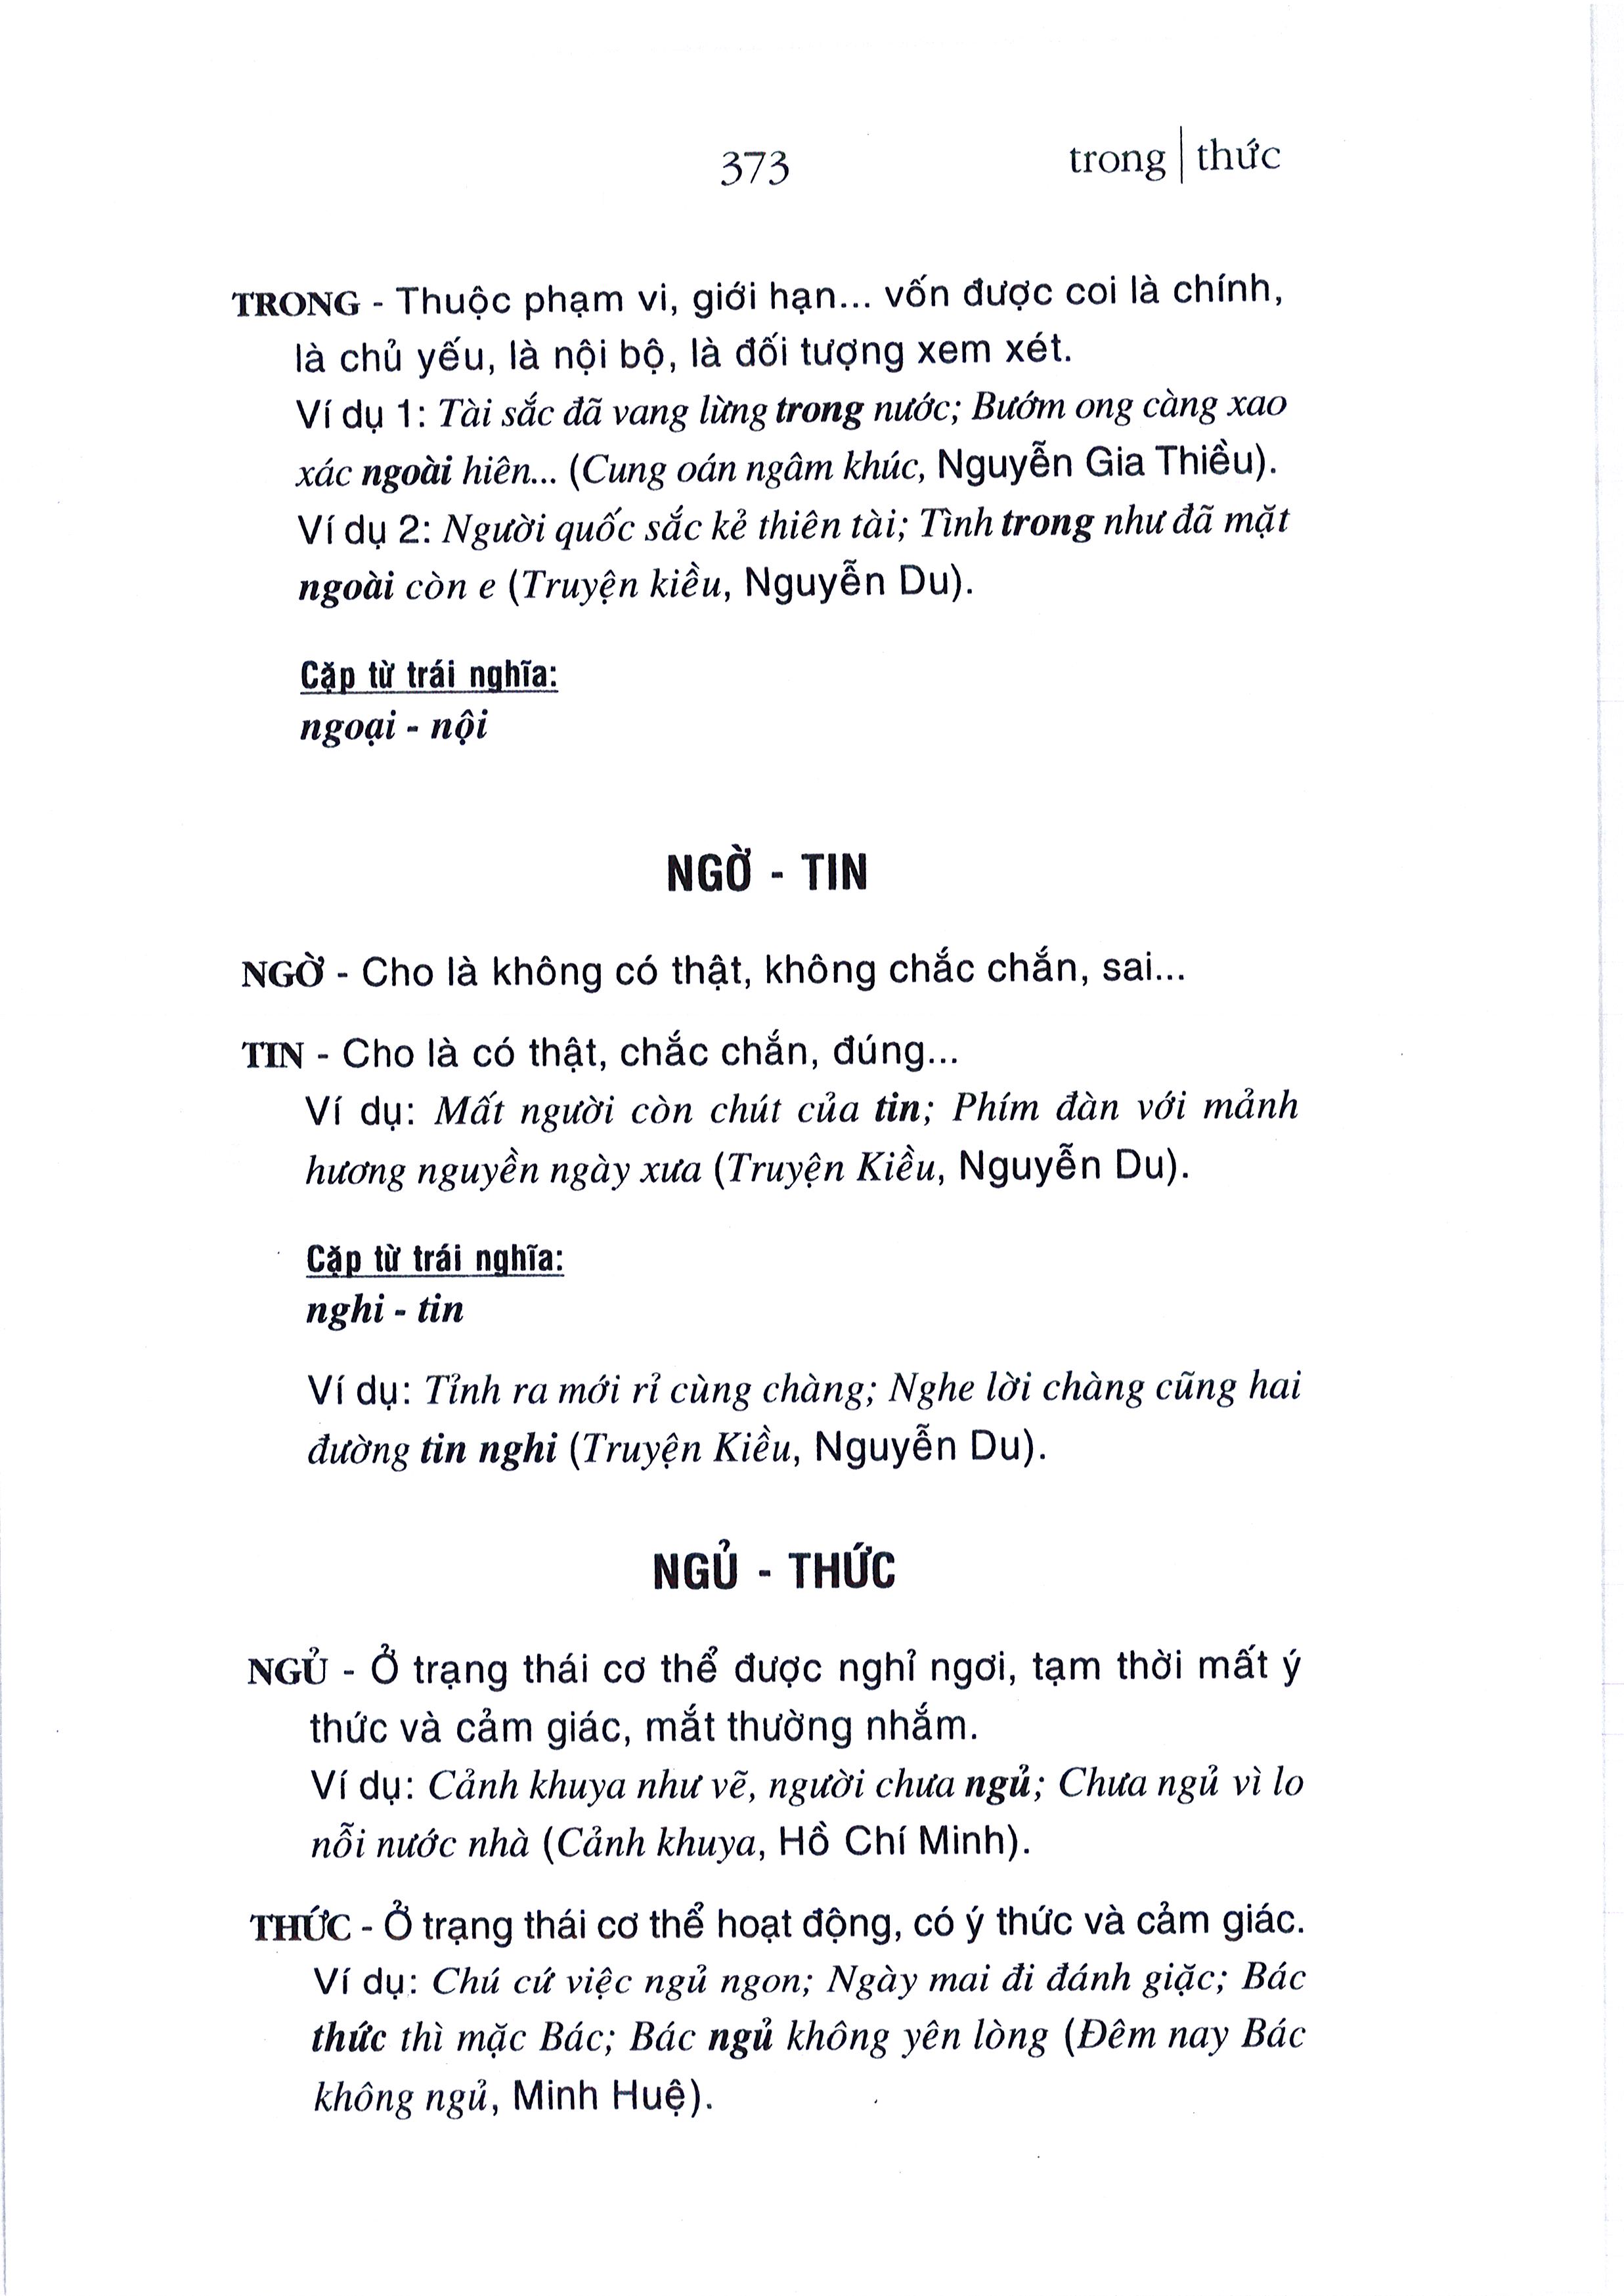 373
trong | thức
TRONG - Thuộc phạm vi, giới hạn... vốn được coi là chính,
là chủ yếu, là nội bộ, là đối tượng xem xét.
Ví dụ 1: Tài sắc đã vang lừng trong nước; Bướm ong càng xao
xác ngoài hiên... (Cung oán ngâm khúc, Nguyễn Gia Thiều).
Ví dụ 2: Người quốc sắc kẻ thiên tài; Tình trong như đã mặt
ngoài còn e (Truyện kiều, Nguyễn Du).
Cặp từ trái nghĩa:
ngoại - nội
NGỜ - TIN
NGỜ - Cho là không có thật, không chắc chắn, sai...
TIN - Cho là có thật, chắc chắn, đúng...
Ví dụ: Mất người còn chút của tin; Phím đàn với mảnh
hương nguyền ngày xưa (Truyện Kiều, Nguyễn Du).
Cặp từ trái nghĩa:
nghi - tin
Ví dụ: Tỉnh ra mới rỉ cùng chàng; Nghe lời chàng cũng hai
đường tin nghi (Truyện Kiều, Nguyễn Du).
NGỦ - THỨC
NGỦ - Ở trạng thái cơ thể được nghỉ ngơi, tạm thời mất ý
thức và cảm giác, mắt thường nhắm.
Ví dụ: Cảnh khuya như vẽ, người chưa ngủ; Chưa ngủ vì lo
nỗi nước nhà (Cảnh khuya, Hồ Chí Minh).
THỨC - Ở trạng thái cơ thể hoạt động, có ý thức và cảm giác.
Ví dụ: Chú cứ việc ngủ ngon; Ngày mai đi đánh giặc; Bác
thức thì mặc Bác; Bác ngủ không yên lòng (Đêm nay Bác
không ngủ, Minh Huệ).